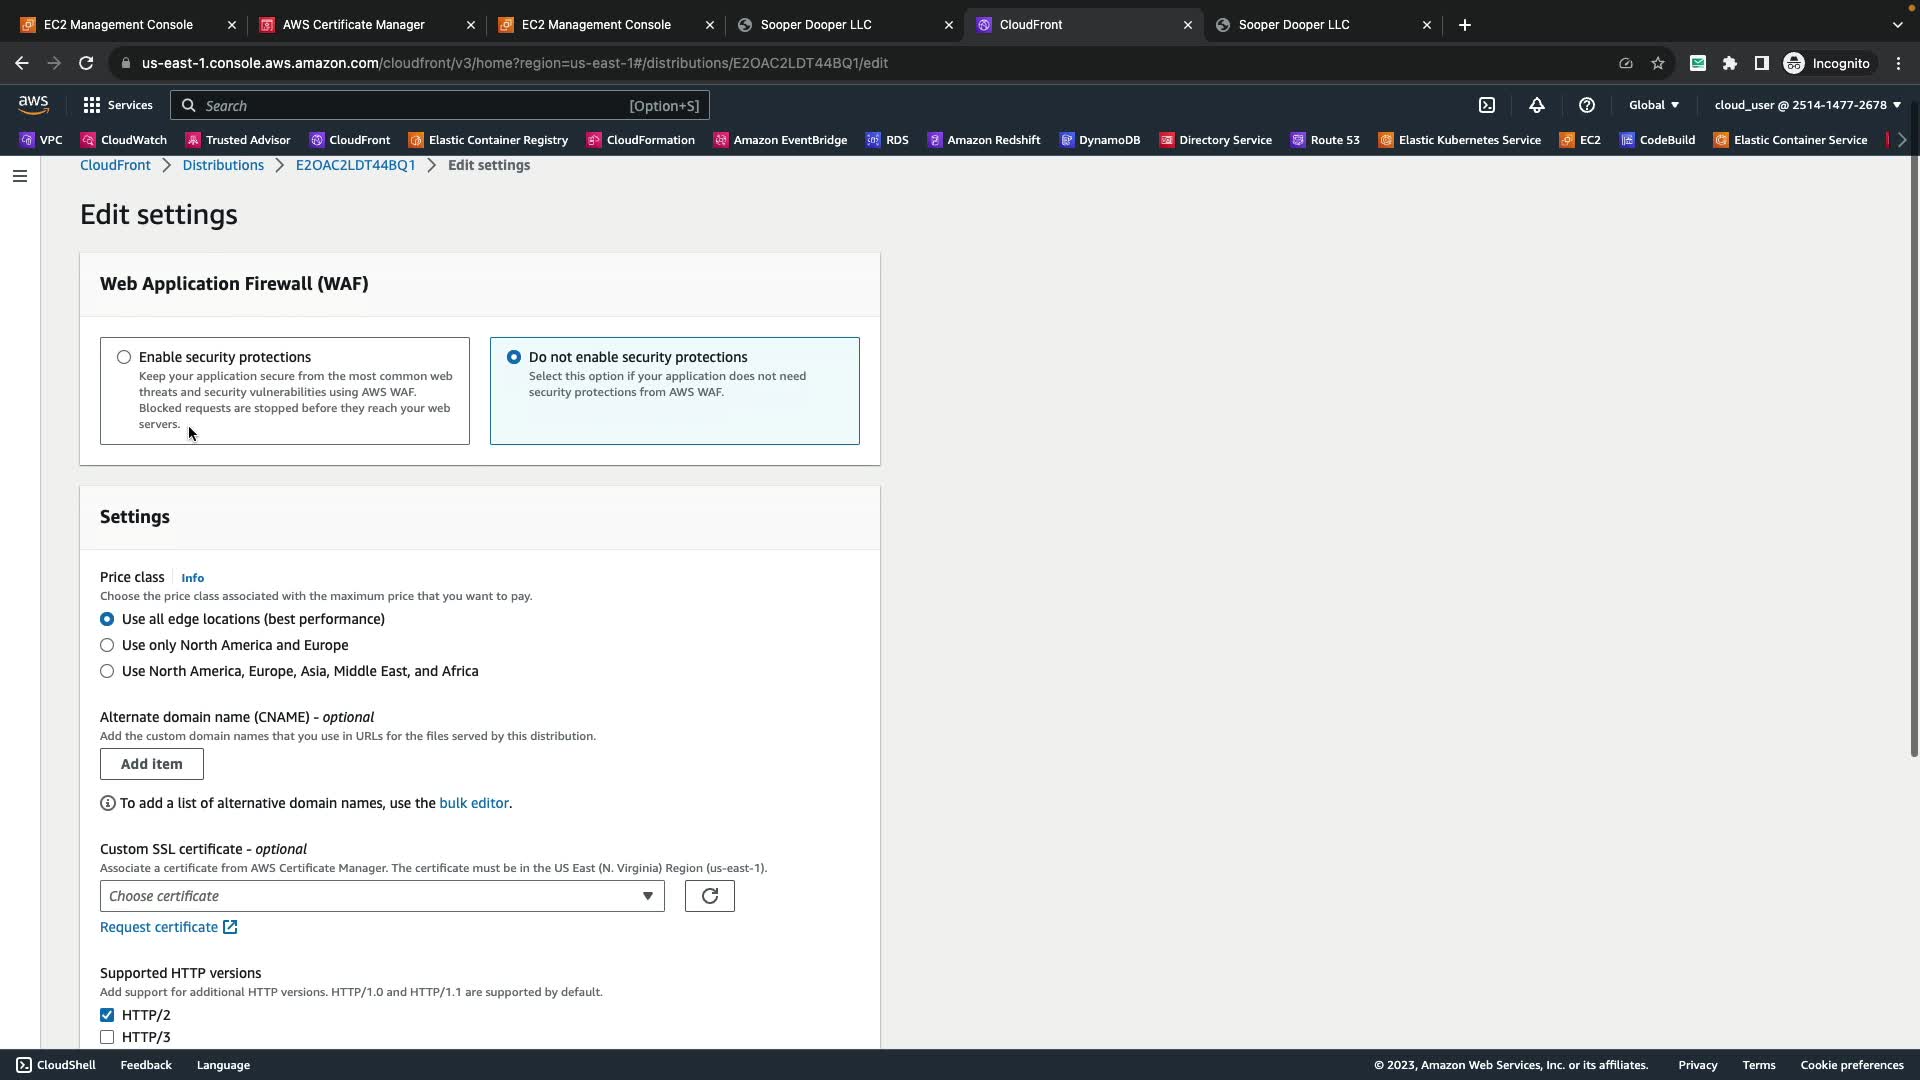 EC2 Management Console
AWS Certificate Manager
EC2 Management Console
Sooper Dooper LLC
CloudFront
Sooper Dooper LLC
us-east-1.console.aws.amazon.com/cloudfront/v3/home?region=us-east-1#/distributions/E2OAC2LDT44BQ1/edit
Incognito
aws
Services
Search
[Option+S]
Global
cloud_user @ 2514-1477-2678
VPC
CloudWatch
Trusted Advisor
CloudFront
Elastic Container Registry
CloudFormation
Amazon EventBridge
RDS
Amazon Redshift
DynamoDB
Directory Service
Route 53
Elastic Kubernetes Service
EC2
CodeBuild
Elastic Container Service
CloudFront
Distributions
E2OAC2LDT44BQ1
Edit settings
Edit settings
Web Application Firewall (WAF)
Enable security protections
Keep your application secure from the most common web
threats and security vulnerabilities using AWS WAF.
Blocked requests are stopped before they reach your web
servers.
Do not enable security protections
Select this option if your application does not need
security protections from AWS WAF.
Settings
Price class
Info
Choose the price class associated with the maximum price that you want to pay.
Use all edge locations (best performance)
Use only North America and Europe
Use North America, Europe, Asia, Middle East, and Africa
Alternate domain name (CNAME) - optional
Add the custom domain names that you use in URLs for the files served by this distribution.
Add item
To add a list of alternative domain names, use the bulk editor.
Custom SSL certificate - optional
Associate a certificate from AWS Certificate Manager. The certificate must be in the US East (N. Virginia) Region (us-east-1).
Choose certificate
Request certificate
Supported HTTP versions
Add support for additional HTTP versions. HTTP/1.0 and HTTP/1.1 are supported by default.
HTTP/2
HTTP/3
CloudShell
Feedback
Language
© 2023, Amazon Web Services, Inc. or its affiliates.
Privacy
Terms
Cookie preferences